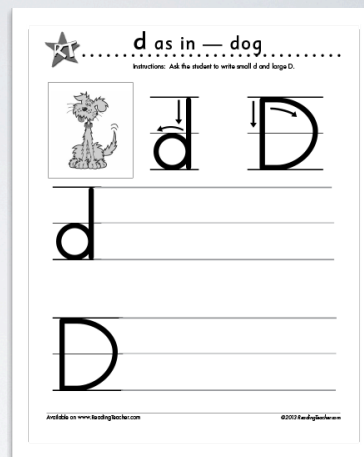 RT
d as in — dog
Instructions: Ask the student to write small d and large D.
d D
d
D
Available on www.ReadingTeacher.com ©2013 ReadingTeacher.com